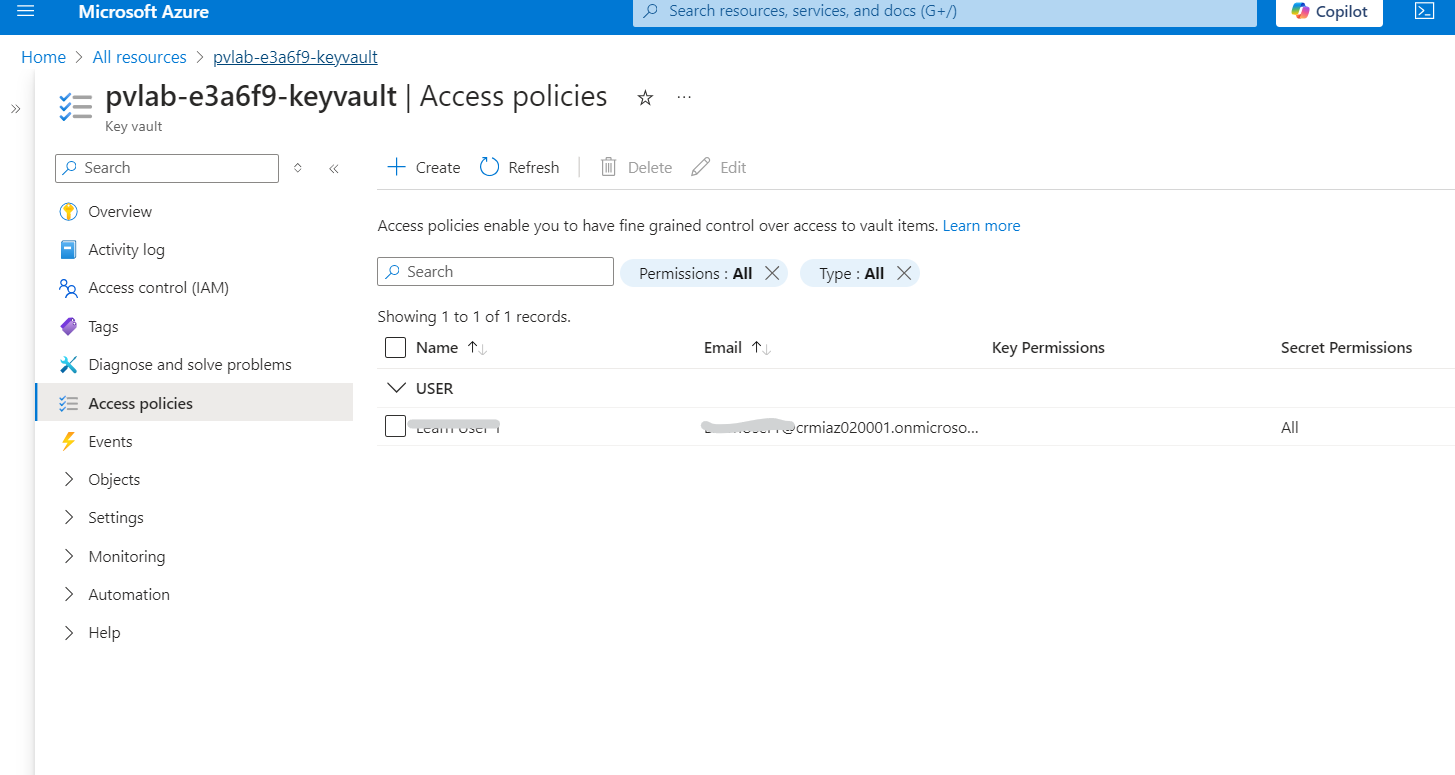 Microsoft Azure
Search resources, services, and docs (G+/)
Copilot
Home > All resources > pvlab-e3a6f9-keyvault
pvlab-e3a6f9-keyvault | Access policies
Key vault
Search
Create Refresh Delete Edit
Overview
Activity log
Access control (IAM)
Tags
Diagnose and solve problems
Access policies
Events
Objects
Settings
Monitoring
Automation
Help
Access policies enable you to have fine grained control over access to vault items. Learn more
Search
Permissions : All
Type : All
Showing 1 to 1 of 1 records.
Name Email Key Permissions Secret Permissions
USER
@crmiaz020001.onmicroso... All